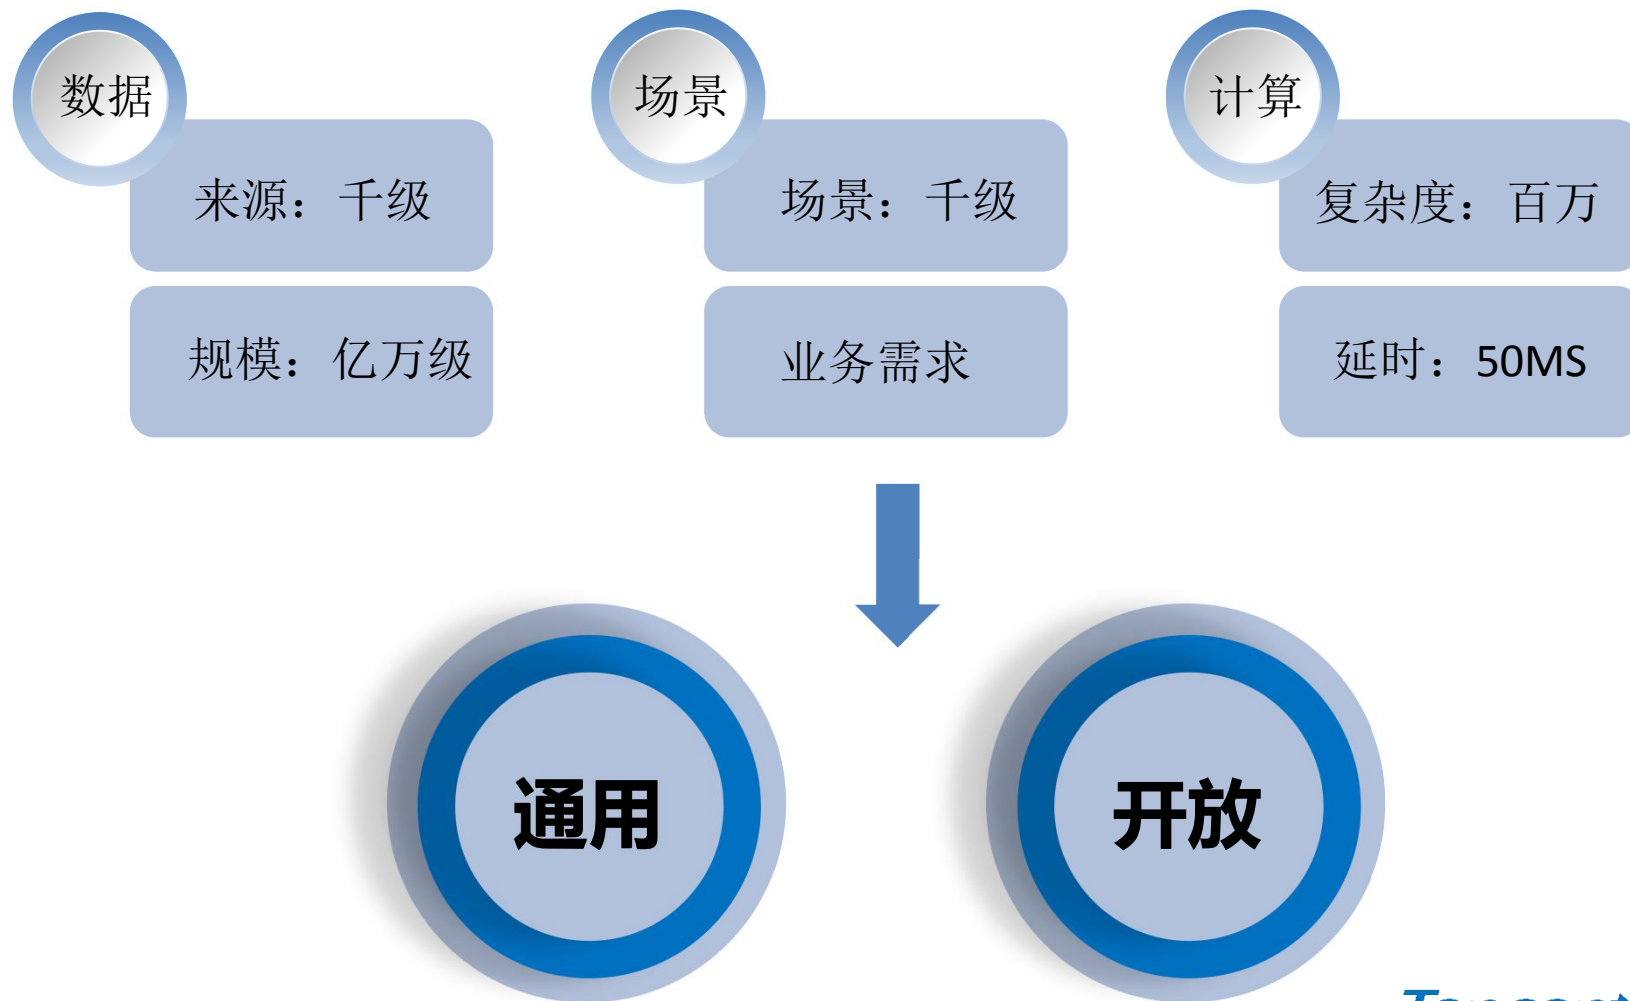 数据
来源：千级
规模：亿万级
场景
场景：千级
业务需求
计算
复杂度：百万
延时：50MS
通用
开放